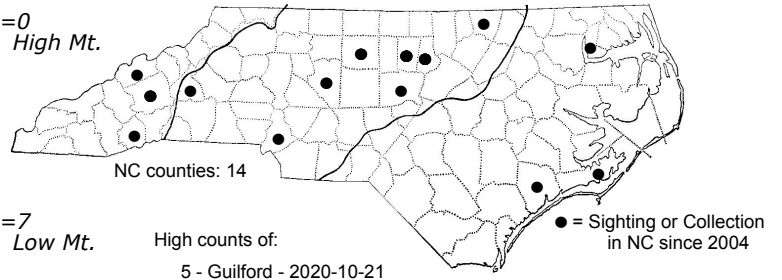 =0
High Mt.
NC counties: 14
=7
Low Mt.
High counts of:
5 - Guilford - 2020-10-21
● = Sighting or Collection
in NC since 2004